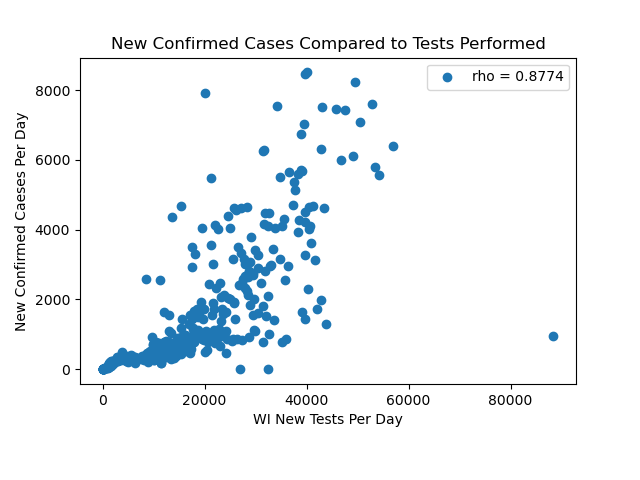 New Confirmed Cases Compared to Tests Performed
rho = 0.8774
8000
6000
4000
2000
0
New Confirmed Caeses Per Day
0 20000 40000 60000 80000
WI New Tests Per Day